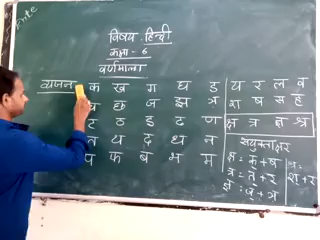 विषय: हिन्दी
कक्षा - 6
वर्णमाला
व्यंजन क ख ग घ ङ य र ल व
च छ ज झ ञ श ष स ह
ट ठ ड ढ ण क्ष त्र ज्ञ श्र
त थ द ध न संयुक्ताक्षर
प फ ब भ म क्ष = क् + ष
त्र = त् + र
ज्ञ = ज् + ञ
श्र = श् + र